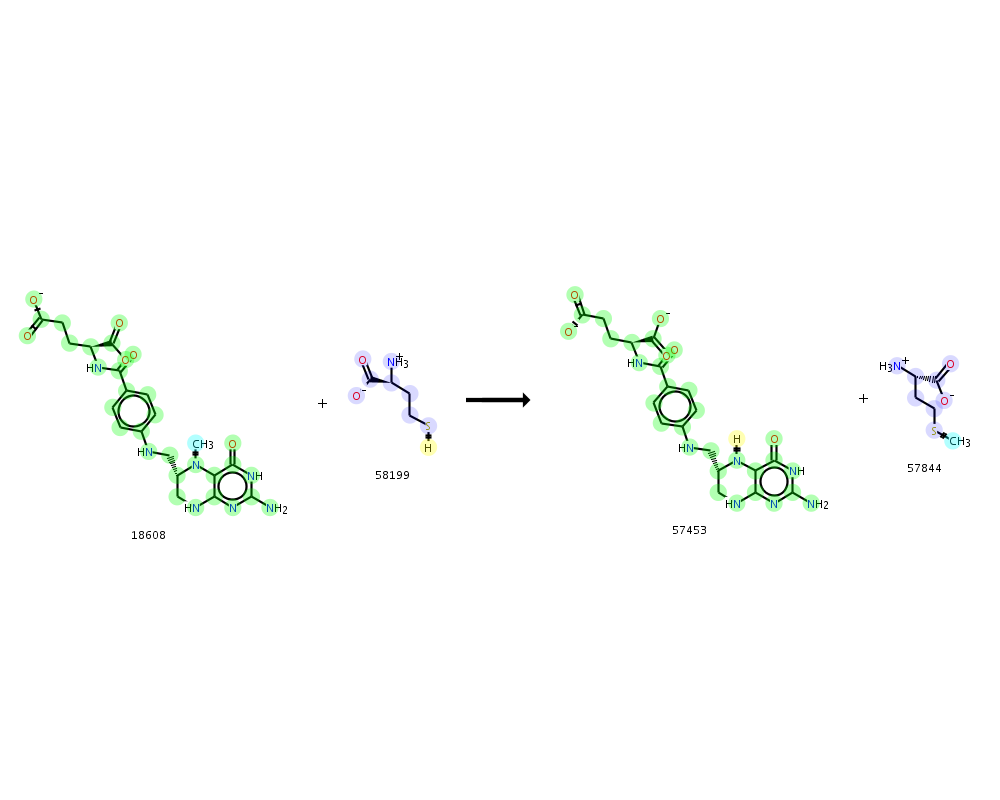 O⁻
O
O
O
O
HN
HN
CH₃
N
O
NH
HN
N
NH₂
18608
+
O
NH₃⁺
O⁻
S
H
58199
O
O⁻
O⁻
O
O
HN
HN
H
N
O
NH
HN
N
NH₂
57453
+
H₃N⁺
O
O⁻
S
CH₃
57844